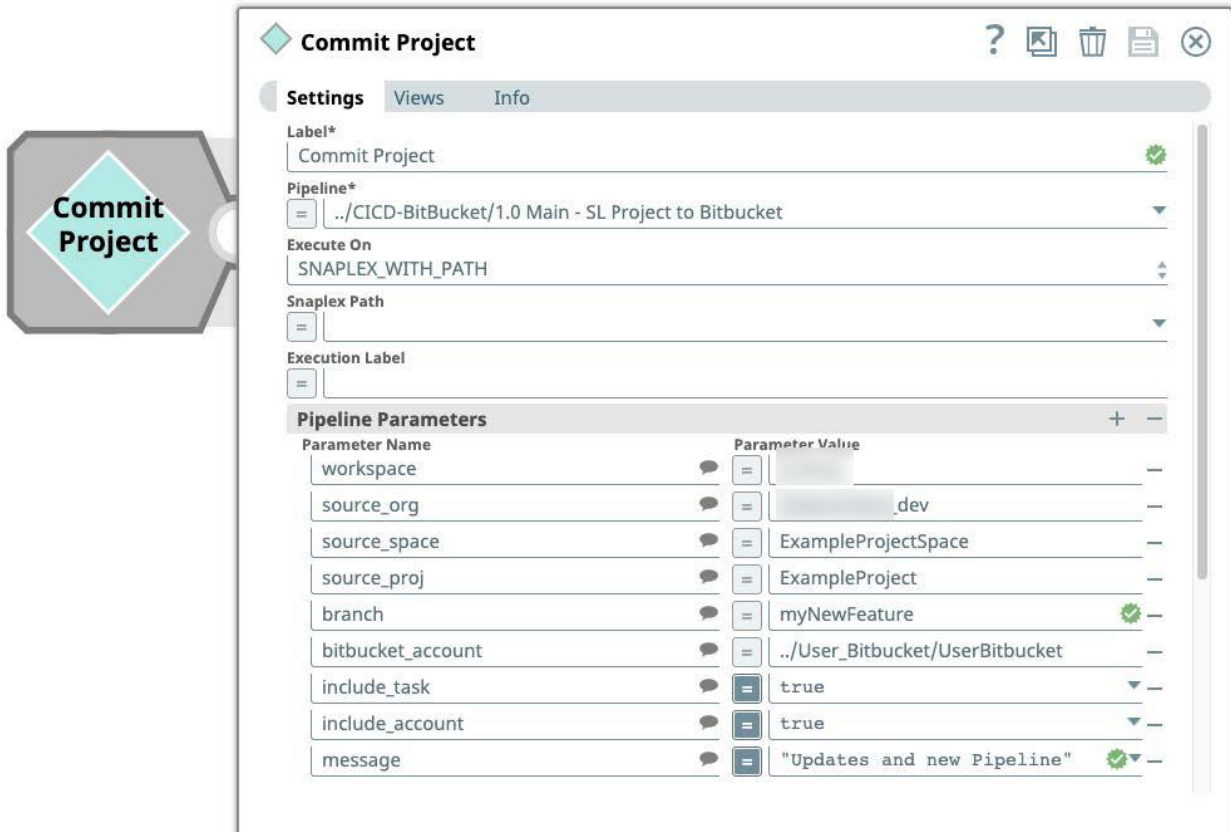 Commit Project
?
Settings Views Info
Label*
Commit Project
Pipeline*
= ../CICD-BitBucket/1.0 Main - SL Project to Bitbucket
Execute On
SNAPLEX_WITH_PATH
Snaplex Path
=
Execution Label
=
Pipeline Parameters + −
Parameter Name Parameter Value
workspace = −
source_org = _dev −
source_space = ExampleProjectSpace −
source_proj = ExampleProject −
branch = myNewFeature −
bitbucket_account = ../User_Bitbucket/UserBitbucket −
include_task = true −
include_account = true −
message = "Updates and new Pipeline" −
Commit
Project